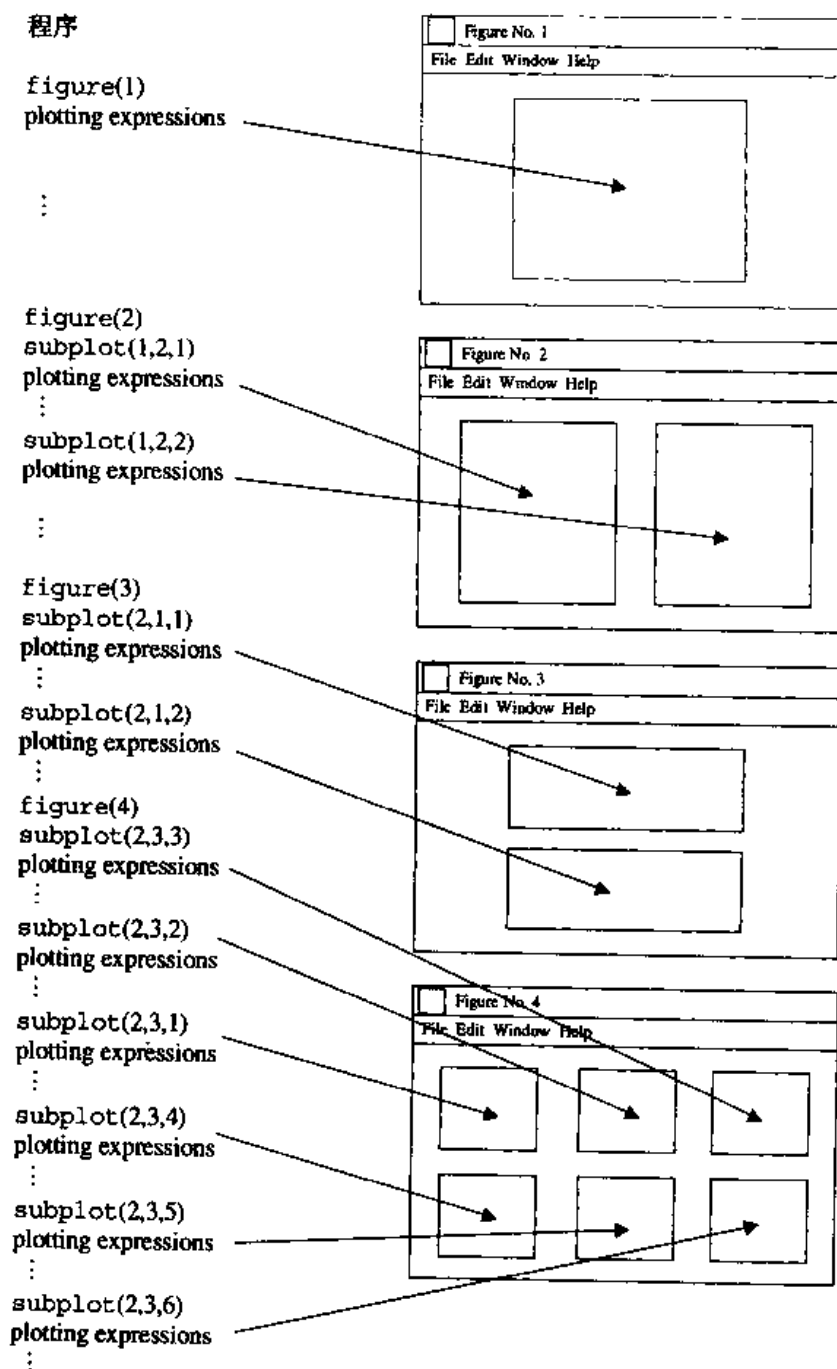 程序
figure(1)
plotting expressions
⋮
figure(2)
subplot(1,2,1)
plotting expressions
⋮
subplot(1,2,2)
plotting expressions
⋮
figure(3)
subplot(2,1,1)
plotting expressions
⋮
subplot(2,1,2)
plotting expressions
⋮
figure(4)
subplot(2,3,3)
plotting expressions
⋮
subplot(2,3,2)
plotting expressions
⋮
subplot(2,3,1)
plotting expressions
⋮
subplot(2,3,4)
plotting expressions
⋮
subplot(2,3,5)
plotting expressions
⋮
subplot(2,3,6)
plotting expressions
⋮
Figure No. 1
File Edit Window Help
Figure No. 2
File Edit Window Help
Figure No. 3
File Edit Window Help
Figure No. 4
File Edit Window Help